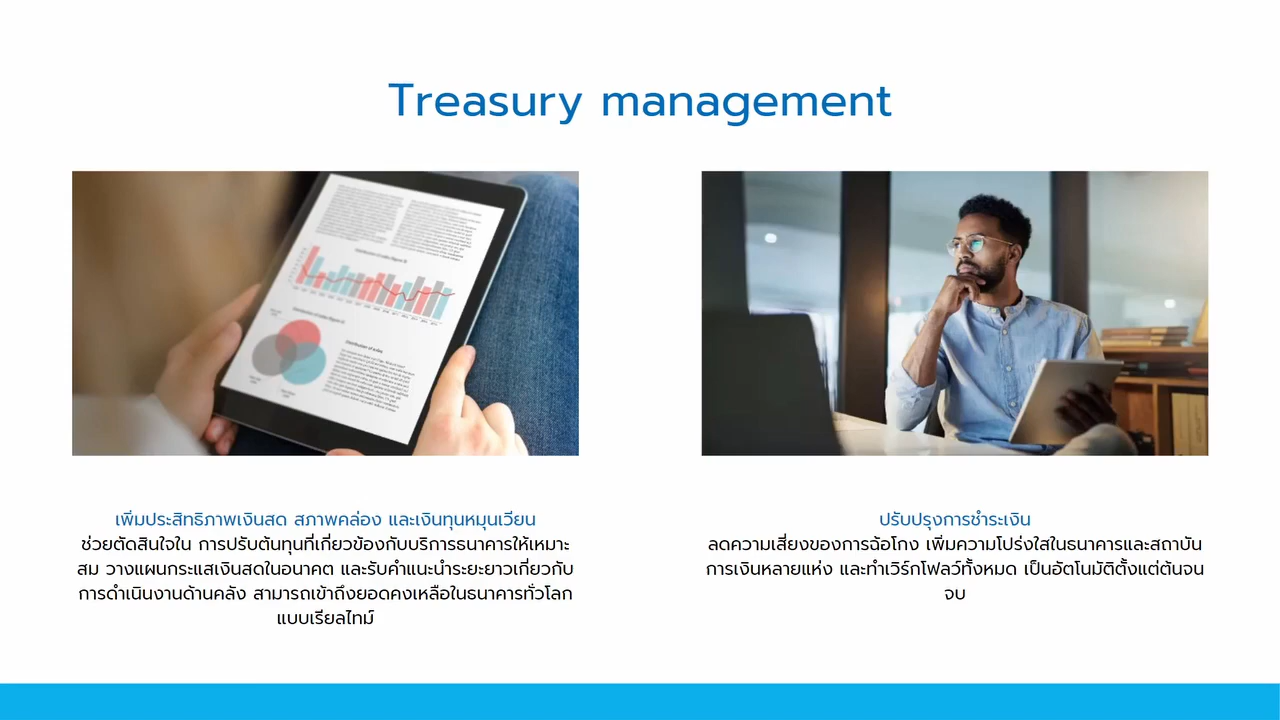 Treasury management
เพิ่มประสิทธิภาพเงินสด สภาพคล่อง และเงินทุนหมุนเวียน
ช่วยตัดสินใจใน การปรับต้นทุนที่เกี่ยวข้องกับบริการธนาคารให้เหมาะ
สม วางแผนกระแสเงินสดในอนาคต และรับคำแนะนำระยะยาวเกี่ยวกับ
การดำเนินงานด้านคลัง สามารถเข้าถึงยอดคงเหลือในธนาคารทั่วโลก
แบบเรียลไทม์
ปรับปรุงการชำระเงิน
ลดความเสี่ยงของการฉ้อโกง เพิ่มความโปร่งใสในธนาคารและสถาบัน
การเงินหลายแห่ง และทำเวิร์กโฟลว์ทั้งหมด เป็นอัตโนมัติตั้งแต่ต้นจน
จบ